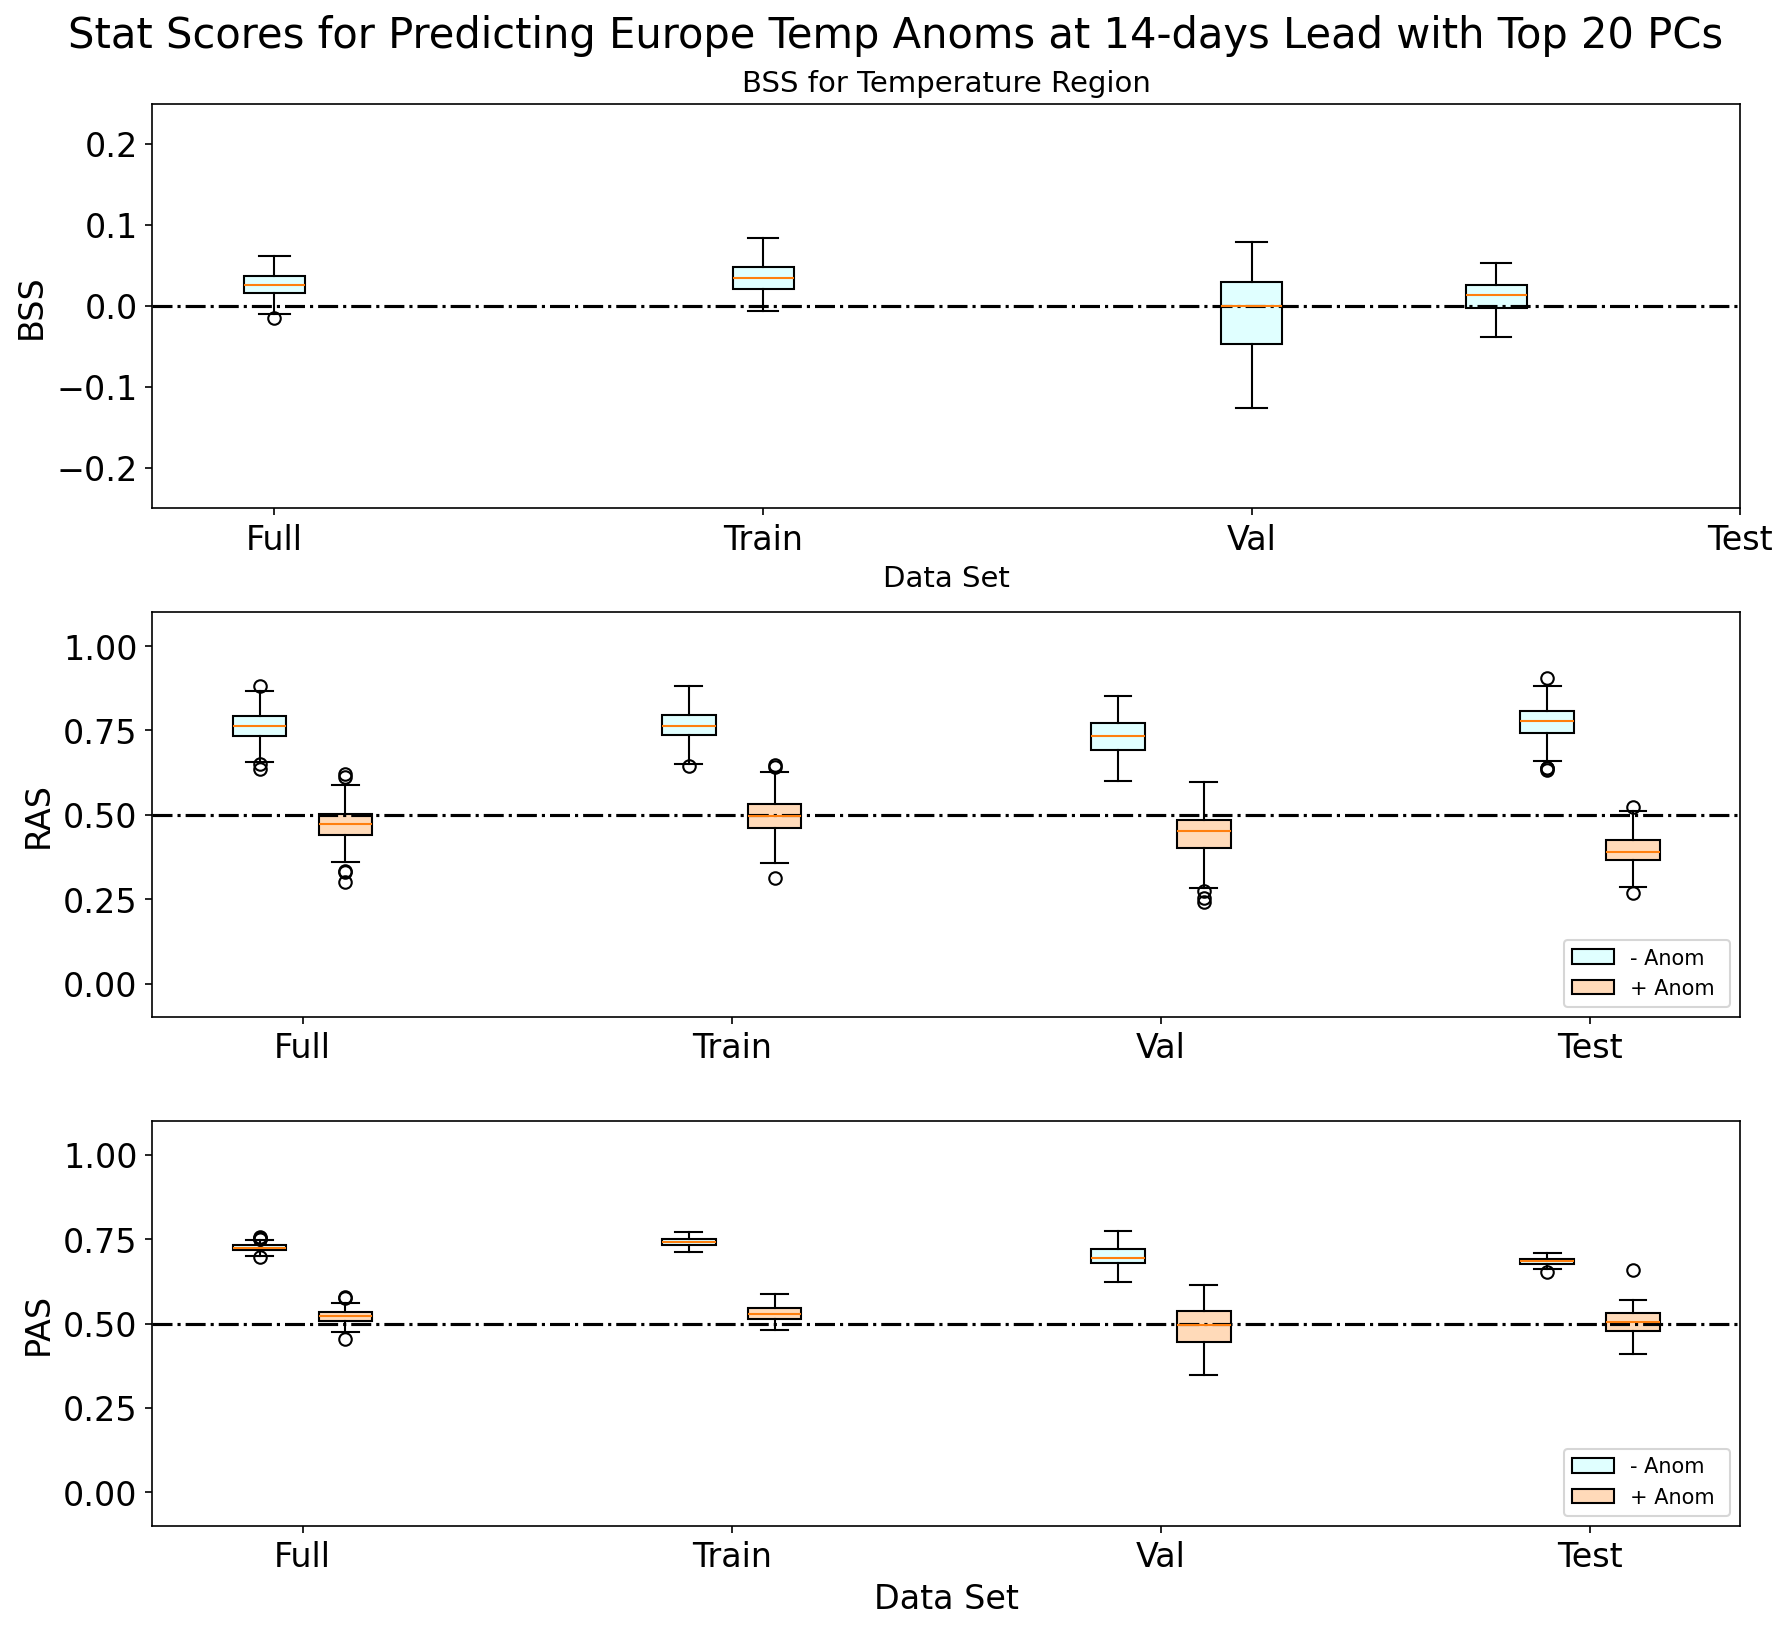 Stat Scores for Predicting Europe Temp Anoms at 14-days Lead with Top 20 PCs
BSS for Temperature Region
BSS
0.2
0.1
0.0
−0.1
−0.2
Full Train Val Test
Data Set
RAS
1.00
0.75
0.50
0.25
0.00
- Anom
+ Anom
Full Train Val Test
PAS
1.00
0.75
0.50
0.25
0.00
- Anom
+ Anom
Full Train Val Test
Data Set